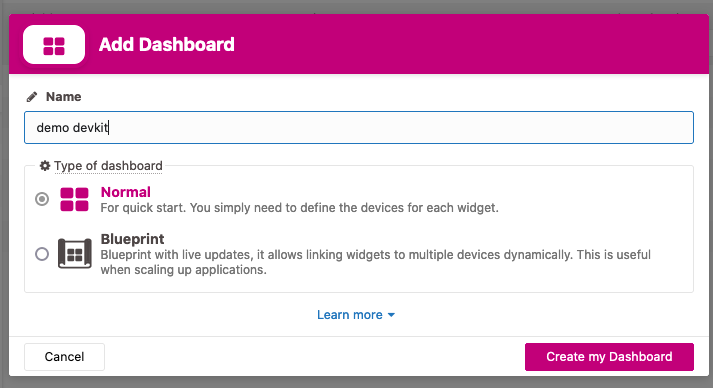 Add Dashboard
Name
demo devkit
Type of dashboard
Normal
For quick start. You simply need to define the devices for each widget.
Blueprint
Blueprint with live updates, it allows linking widgets to multiple devices dynamically. This is useful
when scaling up applications.
Learn more
Cancel
Create my Dashboard